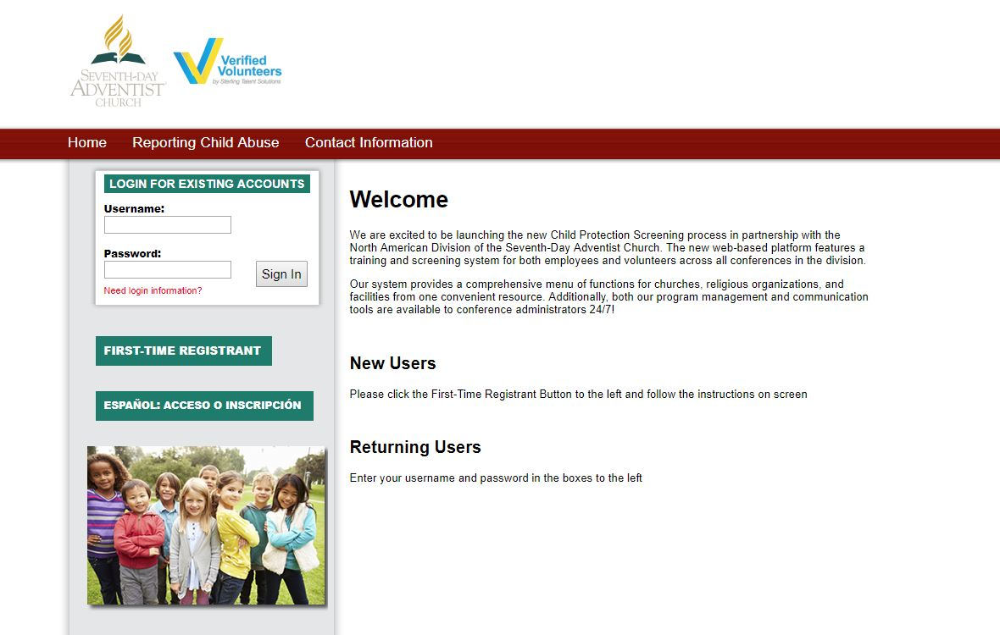 SEVENTH-DAY
ADVENTIST
CHURCH
Verified
Volunteers
by Sterling Talent Solutions
Home
Reporting Child Abuse
Contact Information
LOGIN FOR EXISTING ACCOUNTS
Username:
Password:
Sign In
Need login information?
FIRST-TIME REGISTRANT
ESPAÑOL: ACCESO O INSCRIPCIÓN
Welcome
We are excited to be launching the new Child Protection Screening process in partnership with the
North American Division of the Seventh-Day Adventist Church. The new web-based platform features a
training and screening system for both employees and volunteers across all conferences in the division.
Our system provides a comprehensive menu of functions for churches, religious organizations, and
facilities from one convenient resource. Additionally, both our program management and communication
tools are available to conference administrators 24/7!
New Users
Please click the First-Time Registrant Button to the left and follow the instructions on screen
Returning Users
Enter your username and password in the boxes to the left